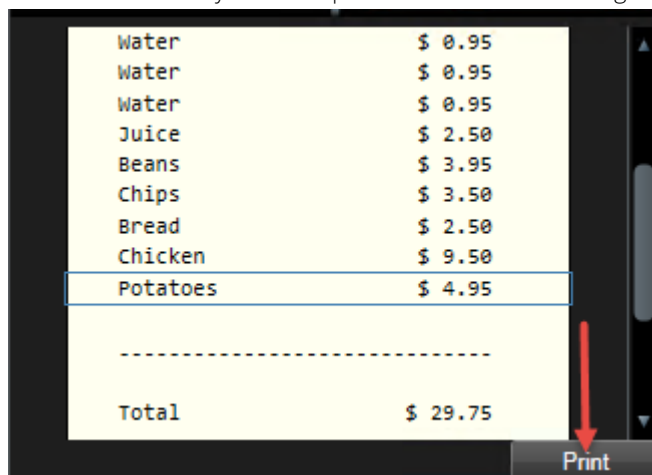 Water $ 0.95
Water $ 0.95
Water $ 0.95
Juice $ 2.50
Beans $ 3.95
Chips $ 3.50
Bread $ 2.50
Chicken $ 9.50
Potatoes $ 4.95
------------------------------
Total $ 29.75
Print